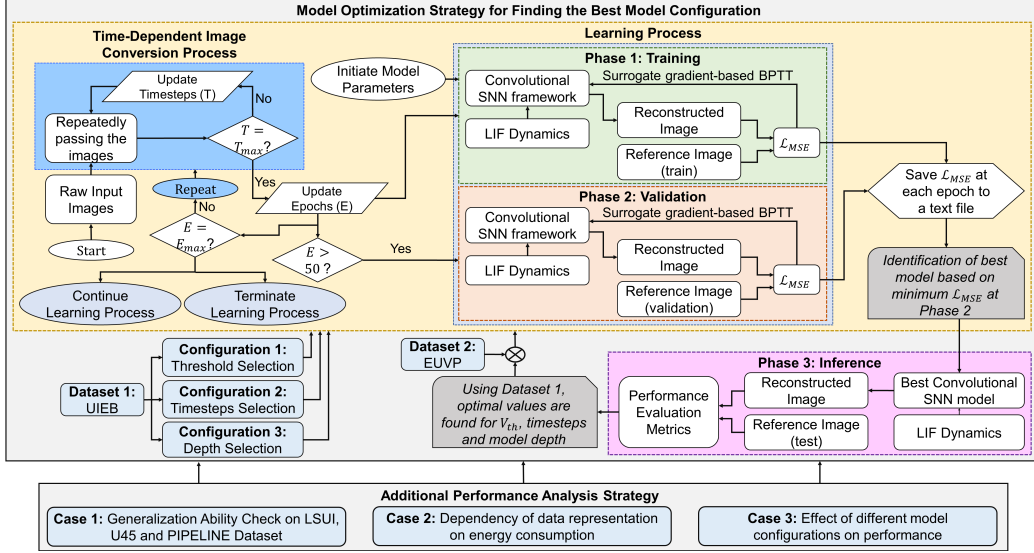 Model Optimization Strategy for Finding the Best Model Configuration
Time-Dependent Image
Conversion Process
Update
Timesteps (T)
No
Repeatedly
passing the
images
T =
T_max?
Raw Input
Images
Start
Repeat
No
Yes
Update
Epochs (E)
E =
E_max?
E >
50 ?
Yes
Continue
Learning Process
Terminate
Learning Process
Learning Process
Initiate Model
Parameters
Phase 1: Training
Surrogate gradient-based BPTT
Convolutional
SNN framework
LIF Dynamics
Reconstructed
Image
Reference Image
(train)
ℒ_MSE
Phase 2: Validation
Surrogate gradient-based BPTT
Convolutional
SNN framework
LIF Dynamics
Reconstructed
Image
Reference Image
(validation)
ℒ_MSE
Save ℒ_MSE at
each epoch to
a text file
Identification of best
model based on
minimum ℒ_MSE at
Phase 2
Dataset 1:
UIEB
Configuration 1:
Threshold Selection
Configuration 2:
Timesteps Selection
Configuration 3:
Depth Selection
Dataset 2:
EUVP
Using Dataset 1,
optimal values are
found for V_th, timesteps
and model depth
Phase 3: Inference
Performance
Evaluation
Metrics
Reconstructed
Image
Reference Image
(test)
Best Convolutional
SNN model
LIF Dynamics
Additional Performance Analysis Strategy
Case 1: Generalization Ability Check on LSUI,
U45 and PIPELINE Dataset
Case 2: Dependency of data representation
on energy consumption
Case 3: Effect of different model
configurations on performance